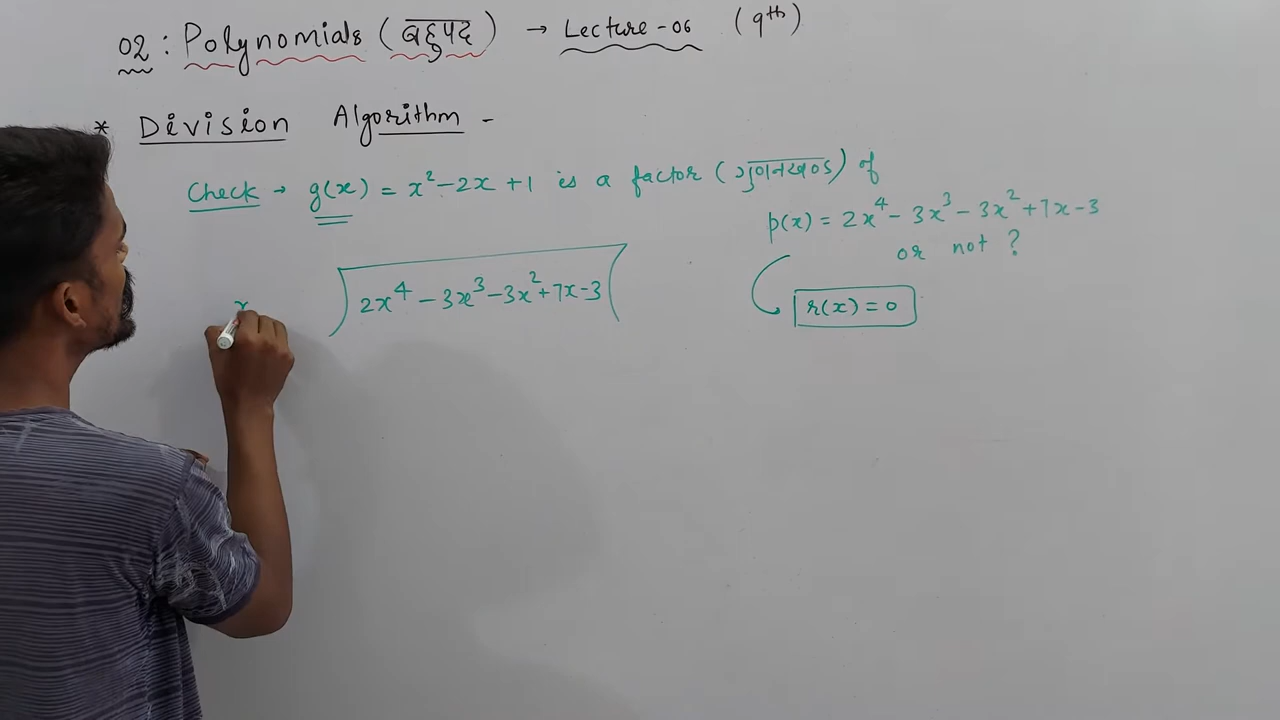 02 : Polynomials (बहुपद) → Lecture-06 (9th)
* Division Algorithm -
Check → g(x) = x² - 2x + 1 is a factor (गुणनखण्ड) of
p(x) = 2x⁴ - 3x³ - 3x² + 7x - 3
or not ?
2x⁴ - 3x³ - 3x² + 7x - 3
r(x) = 0
x